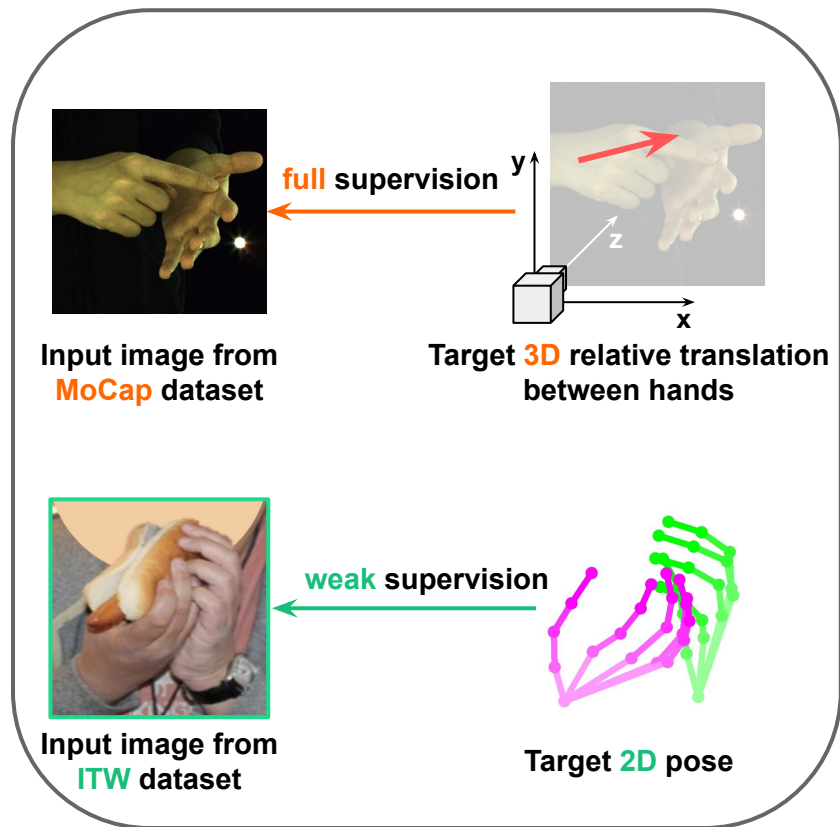 full supervision
y
z
x
Input image from
MoCap dataset
Target 3D relative translation
between hands
weak supervision
Input image from
ITW dataset
Target 2D pose